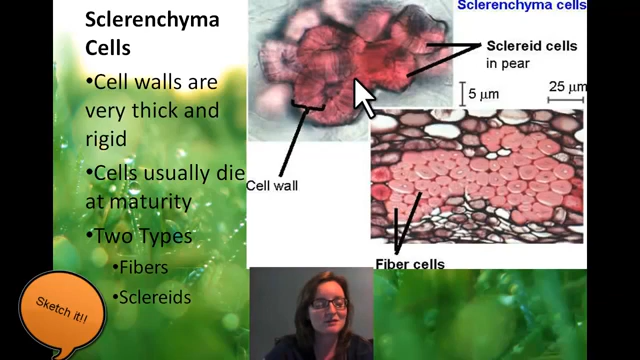 Sclerenchyma
Cells
•Cell walls are
very thick and
rigid
•Cells usually die
at maturity
•Two Types
•Fibers
•Sclereids
Sketch it!!
Sclerenchyma cells
Sclereid cells
in pear
5 μm
25 μm
Cell wall
Fiber cells